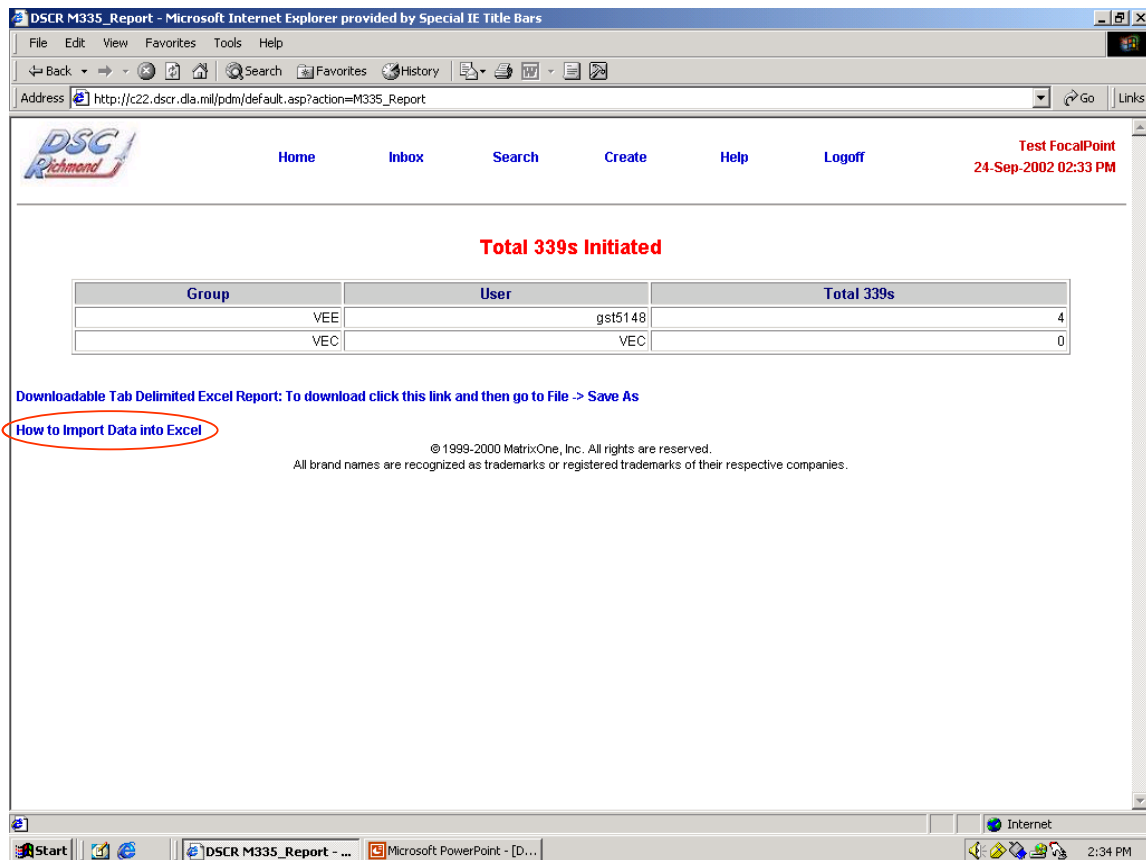 DSCR M335_Report - Microsoft Internet Explorer provided by Special IE Title Bars
File Edit View Favorites Tools Help
Back Search Favorites History
Address http://c22.dscr.dla.mil/pdm/default.asp?action=M335_Report Go Links
DSC
Richmond
Home Inbox Search Create Help Logoff
Test FocalPoint
24-Sep-2002 02:33 PM
Total 339s Initiated
Group User Total 339s
VEE gst5148 4
VEC VEC 0
Downloadable Tab Delimited Excel Report: To download click this link and then go to File -> Save As
How to Import Data into Excel
© 1999-2000 MatrixOne, Inc. All rights are reserved.
All brand names are recognized as trademarks or registered trademarks of their respective companies.
Internet
Start DSCR M335_Report - ... Microsoft PowerPoint - [D... 2:34 PM